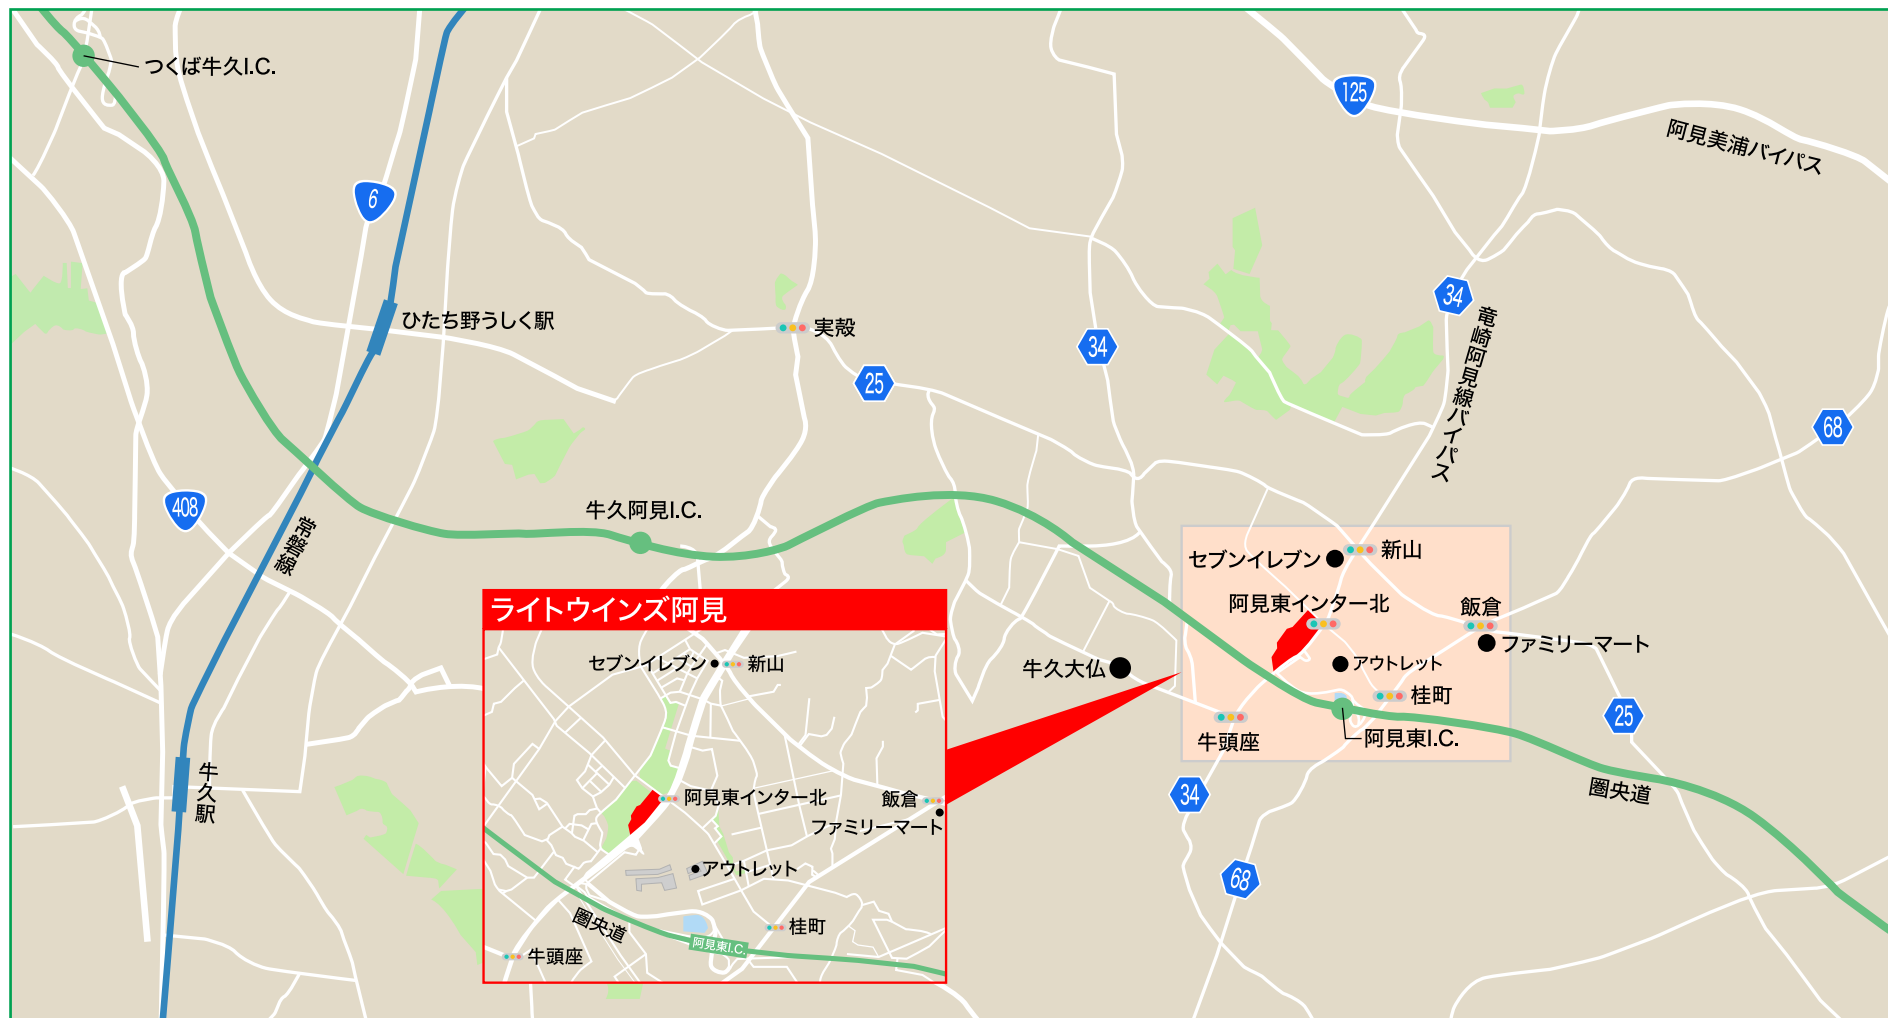 つくば牛久I.C.
125
阿見美浦バイパス
6
34
ひたち野うしく駅
実殻
竜崎阿見線バイパス
34
25
68
408
牛久阿見I.C.
常磐線
セブンイレブン
新山
阿見東インター北
飯倉
ファミリーマート
アウトレット
牛久大仏
桂町
牛頭座
阿見東I.C.
25
圏央道
34
68
牛久駅
ライトウインズ阿見
セブンイレブン
新山
阿見東インター北
飯倉
ファミリーマート
アウトレット
圏央道
桂町
阿見東I.C.
牛頭座